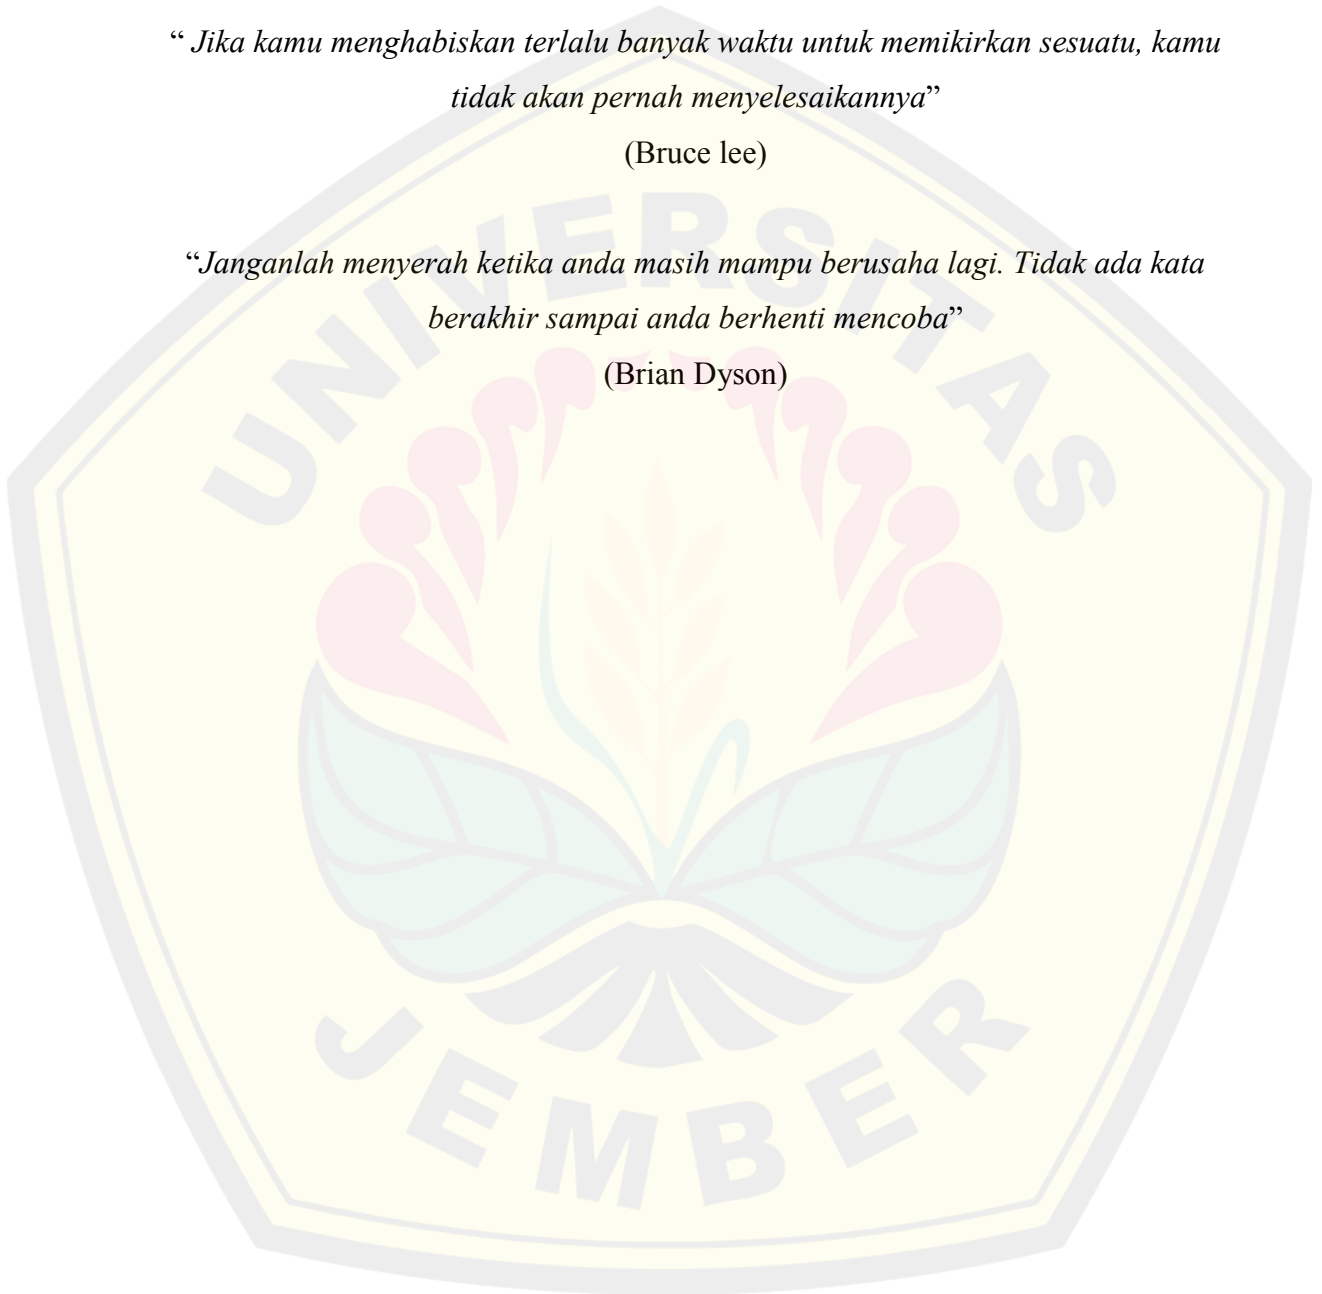 “ Jika kamu menghabiskan terlalu banyak waktu untuk memikirkan sesuatu, kamu
tidak akan pernah menyelesaikannya”
(Bruce lee)
“Janganlah menyerah ketika anda masih mampu berusaha lagi. Tidak ada kata
berakhir sampai anda berhenti mencoba”
(Brian Dyson)
UNIVERSITAS
JEMBER